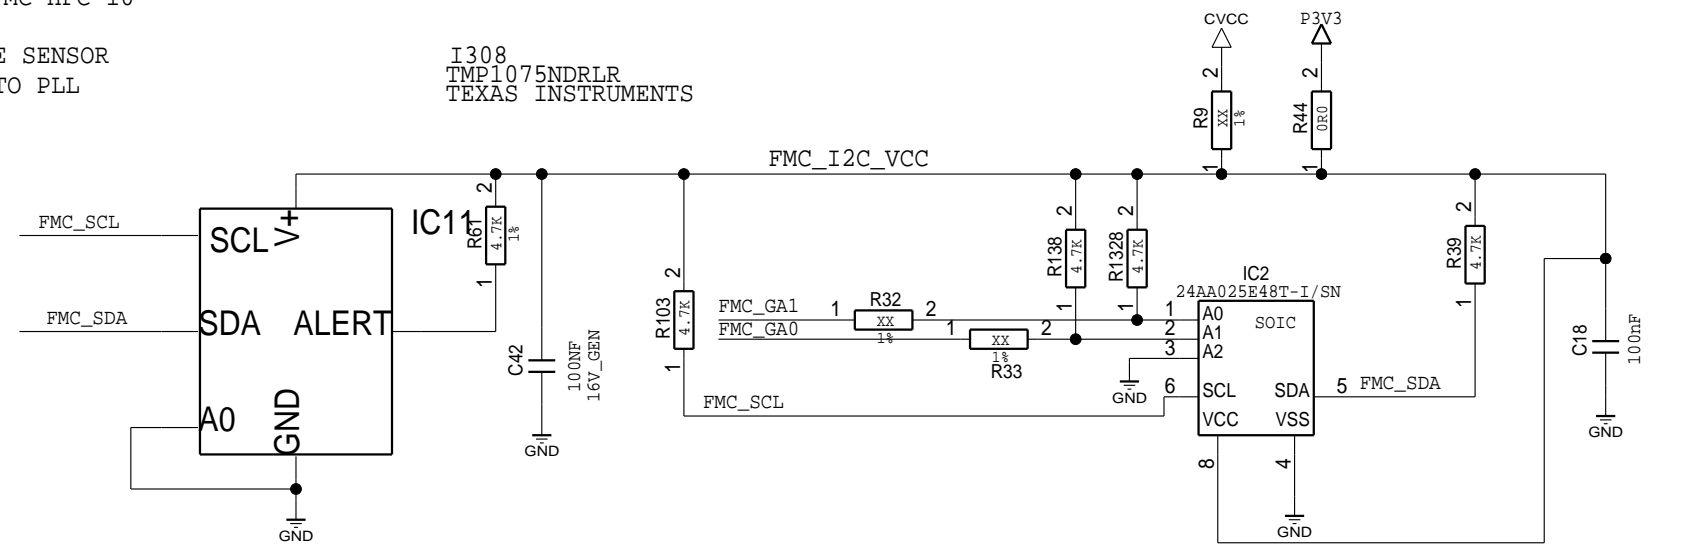 FMC HPC I0
E SENSOR
TO PLL
I308
TMP1075NDRLR
TEXAS INSTRUMENTS
CVCC
P3V3
2
2
R9
XX
1%
R44
0R0
1
1
FMC_I2C_VCC
FMC_SCL
SCL
V+
IC11
2
R61
4.7K
1%
1
FMC_SDA
SDA
ALERT
A0
GND
GND
C42
100NF
16V_GEN
GND
2
R103
4.7K
1
FMC_SCL
FMC_GA1
1
R32
2
XX
1%
FMC_GA0
1
2
XX
1%
R33
2
R138
4.7K
1
2
R1328
4.7K
1
IC2
24AA025E48T-I/SN
SOIC
1
A0
2
A1
3
A2
GND
6
SCL
SDA
5
FMC_SDA
VCC
VSS
8
4
GND
2
R39
4.7K
1
C18
100nF
GND